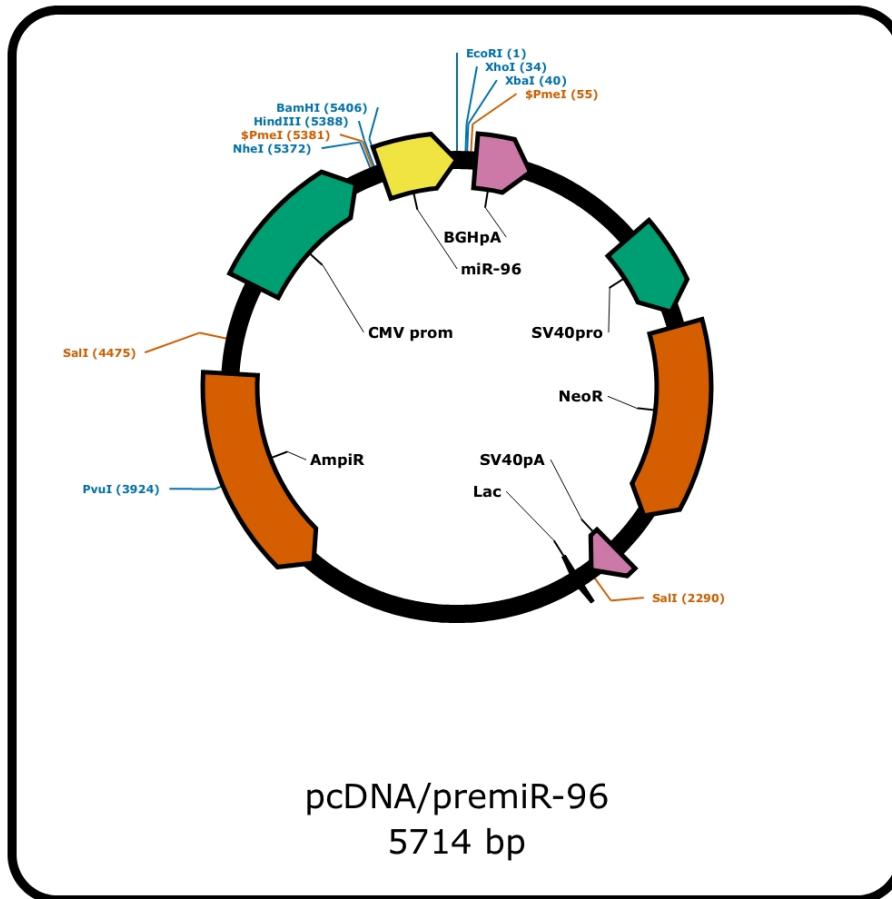 EcoRI (1)
XhoI (34)
XbaI (40)
$PmeI (55)
BamHI (5406)
HindIII (5388)
$PmeI (5381)
NheI (5372)
BGHpA
miR-96
CMV prom
SV40pro
SalI (4475)
NeoR
AmpiR
SV40pA
PvuI (3924)
Lac
SalI (2290)
pcDNA/premiR-96
5714 bp